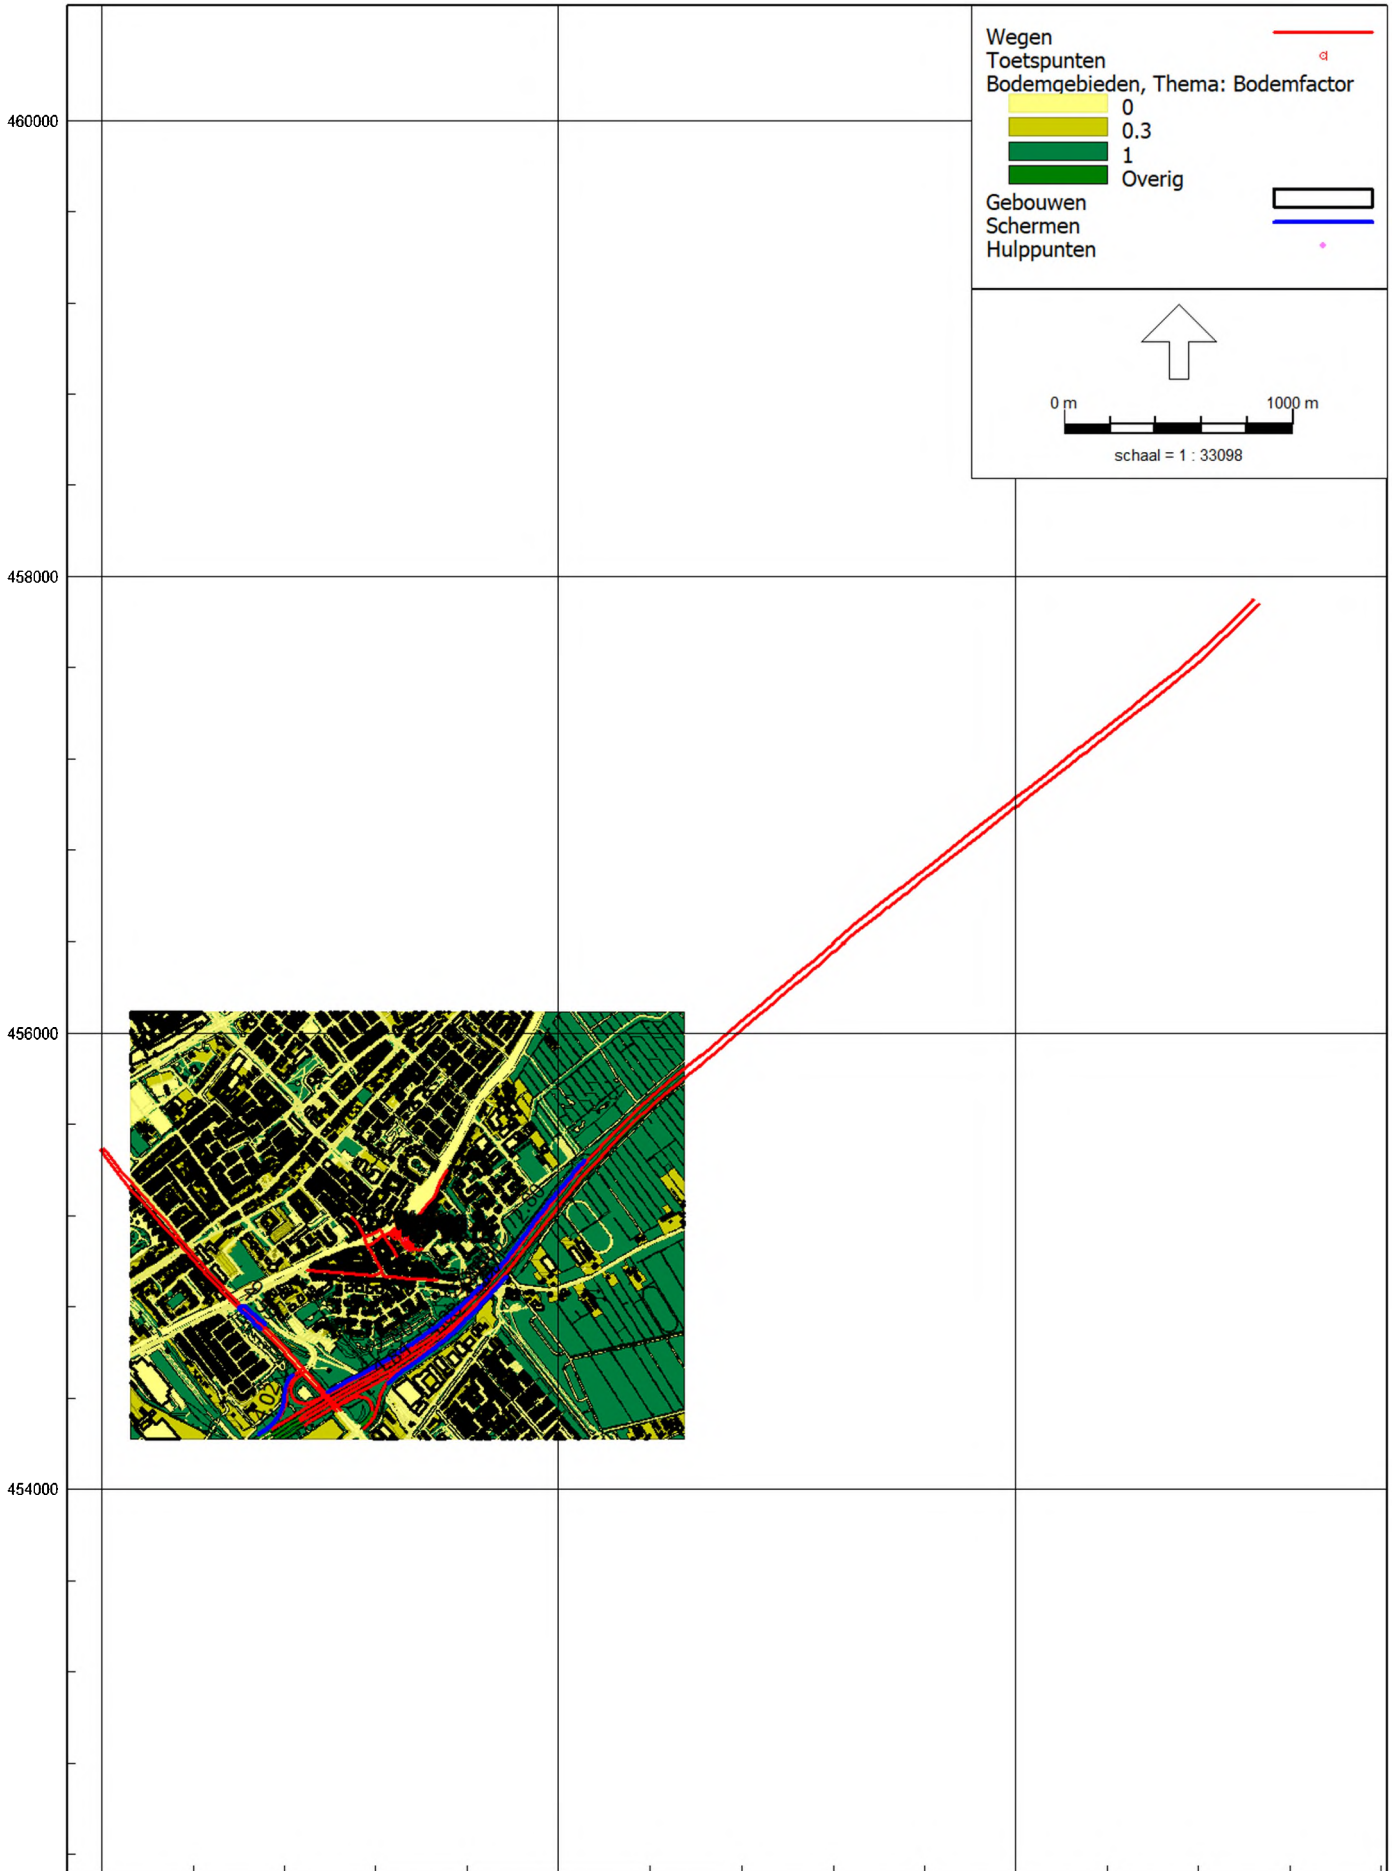 Wegen
Toetspunten
Bodemgebieden, Thema: Bodemfactor
0
0.3
1
Overig
Gebouwen
Schermen
Hulppunten
0 m 1000 m
schaal = 1 : 33098
460000
458000
456000
454000